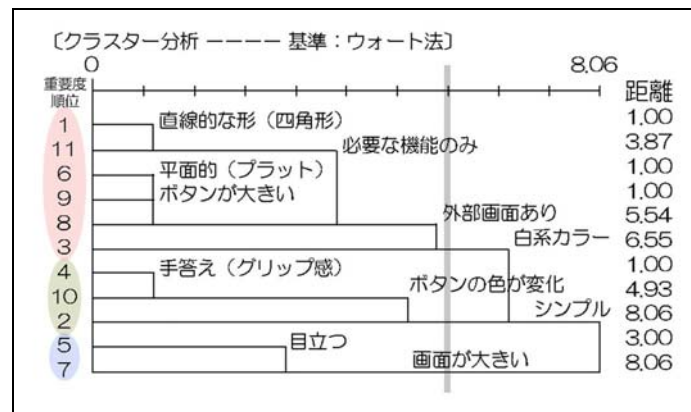 〔クラスター分析 ーーーー 基準：ウォート法〕
0 8.06
重要度
順位 距離
1 直線的な形（四角形） 1.00
11 必要な機能のみ 3.87
6 平面的（プラット） 1.00
9 ボタンが大きい 1.00
8 外部画面あり 5.54
3 白系カラー 6.55
4 手答え（グリップ感） 1.00
10 ボタンの色が変化 4.93
2 シンプル 8.06
5 目立つ 3.00
7 画面が大きい 8.06